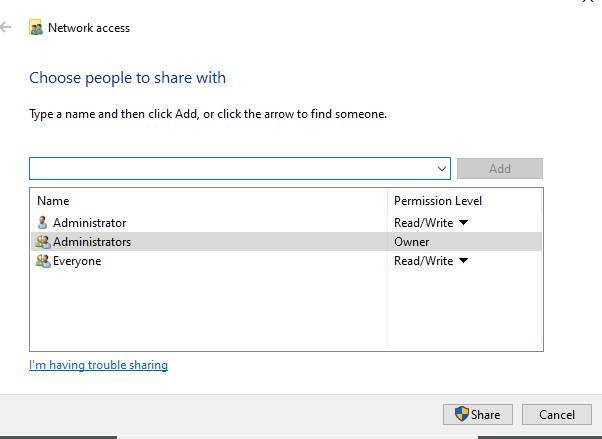 Network access
Choose people to share with
Type a name and then click Add, or click the arrow to find someone.
Add
Name Permission Level
Administrator Read/Write
Administrators Owner
Everyone Read/Write
I'm having trouble sharing
Share Cancel